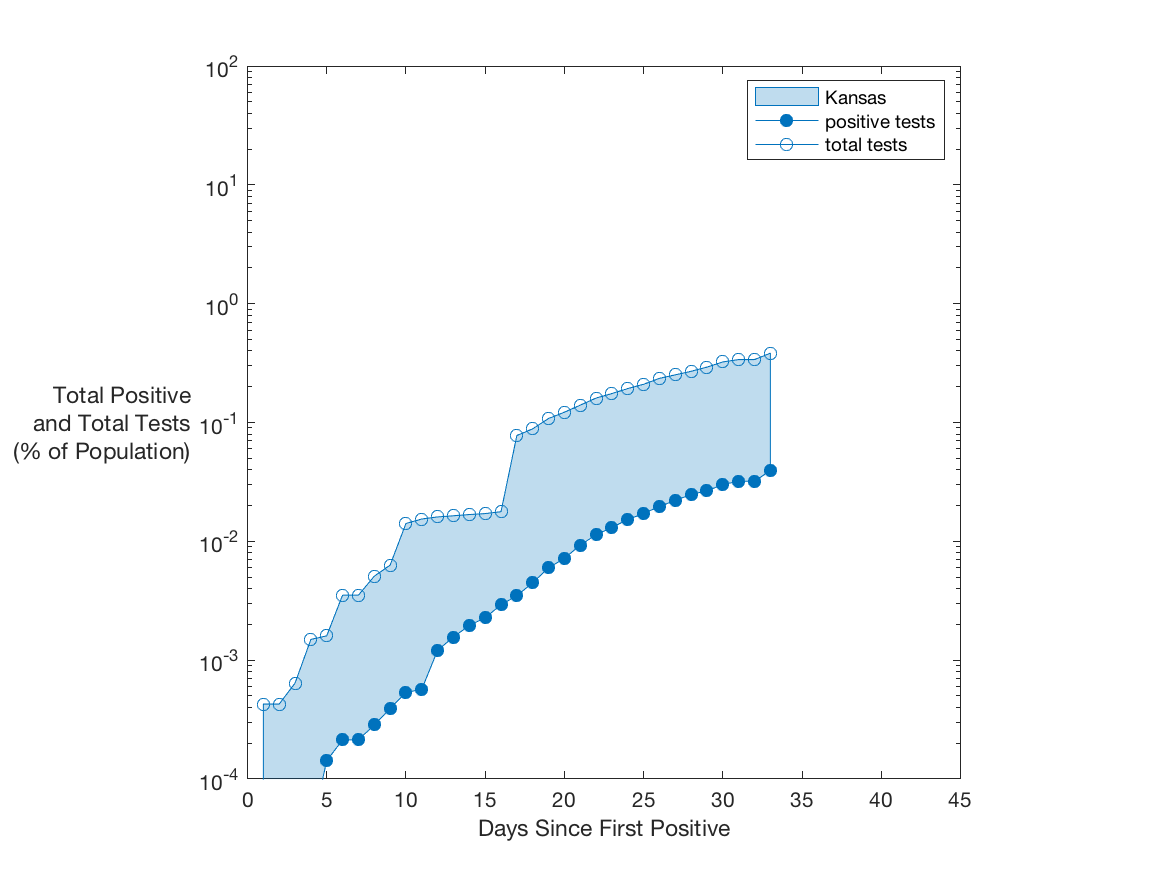 10^2
10^1
10^0
10^-1
10^-2
10^-3
10^-4
Total Positive
and Total Tests
(% of Population)
Kansas
positive tests
total tests
0 5 10 15 20 25 30 35 40 45
Days Since First Positive